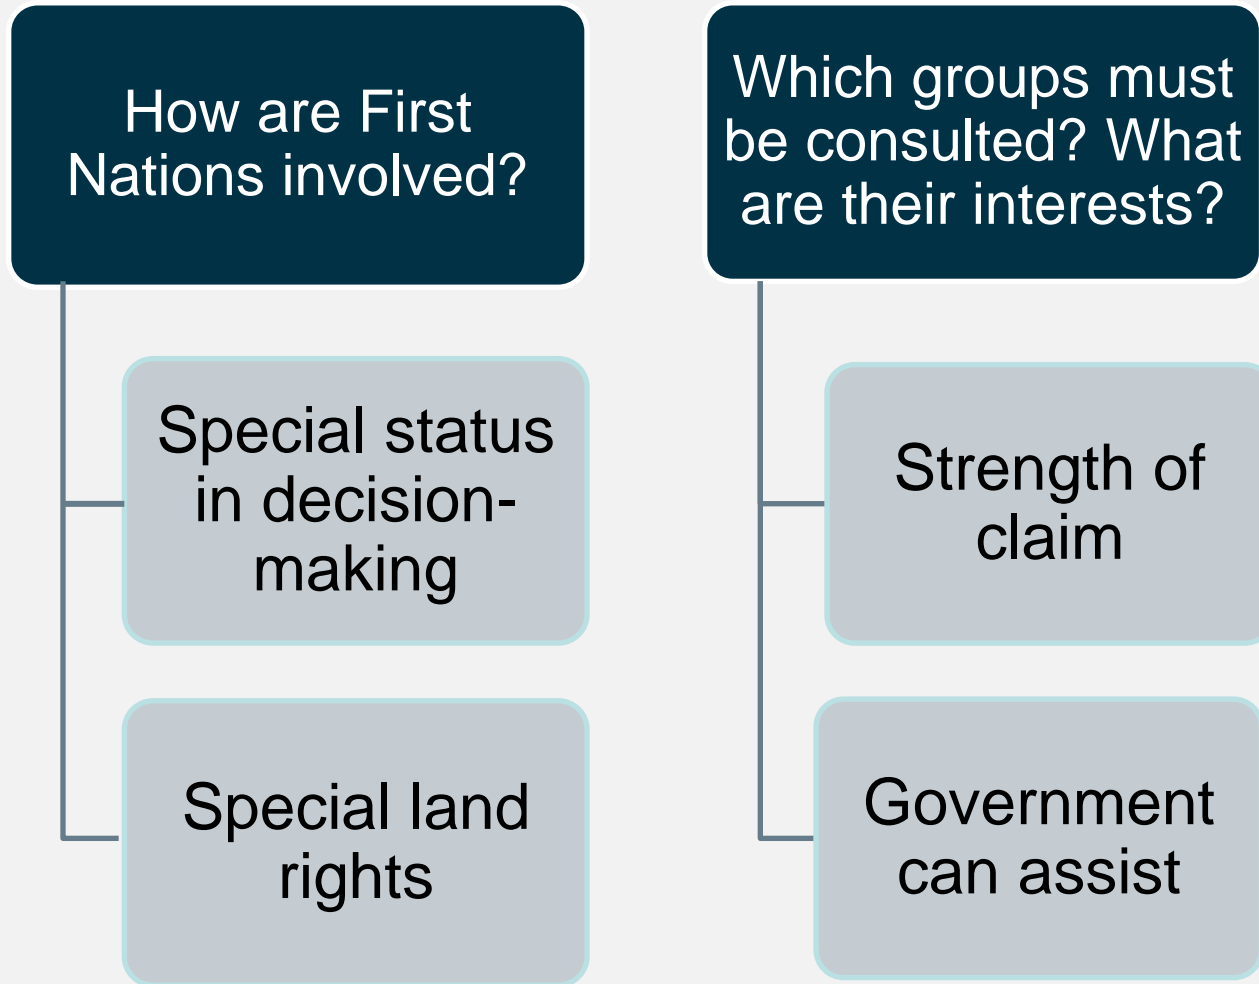 How are First
Nations involved?
Special status
in decision-
making
Special land
rights
Which groups must
be consulted? What
are their interests?
Strength of
claim
Government
can assist